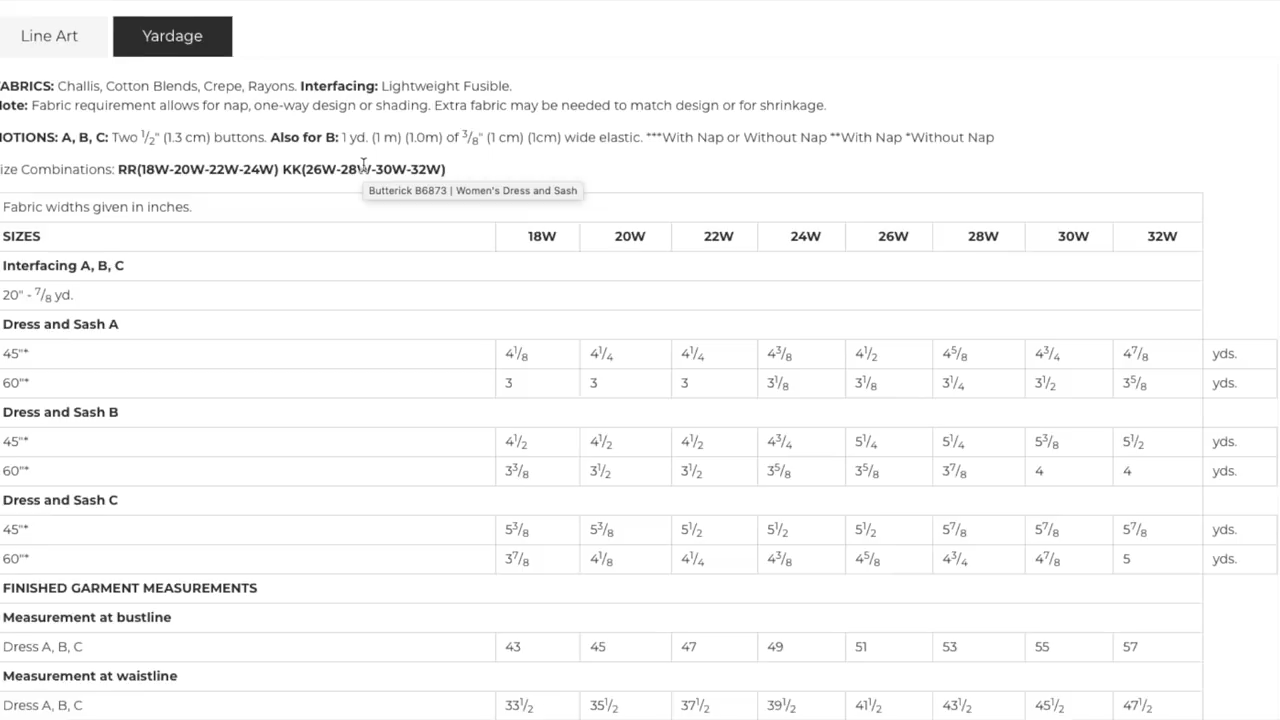 Line Art Yardage
ABRICS: Challis, Cotton Blends, Crepe, Rayons. Interfacing: Lightweight Fusible.
ote: Fabric requirement allows for nap, one-way design or shading. Extra fabric may be needed to match design or for shrinkage.
OTIONS: A, B, C: Two 1/2" (1.3 cm) buttons. Also for B: 1 yd. (1 m) (1.0m) of 3/8" (1 cm) (1cm) wide elastic. ***With Nap or Without Nap **With Nap *Without Nap
ize Combinations: RR(18W-20W-22W-24W) KK(26W-28W-30W-32W)
Butterick B6873 | Women's Dress and Sash
Fabric widths given in inches.
SIZES 18W 20W 22W 24W 26W 28W 30W 32W
Interfacing A, B, C
20" - 7/8 yd.
Dress and Sash A
45"* 4 1/8 4 1/4 4 1/4 4 3/8 4 1/2 4 5/8 4 3/4 4 7/8 yds.
60"* 3 3 3 3 1/8 3 1/8 3 1/4 3 1/2 3 5/8 yds.
Dress and Sash B
45"* 4 1/2 4 1/2 4 1/2 4 3/4 5 1/4 5 1/4 5 3/8 5 1/2 yds.
60"* 3 3/8 3 1/2 3 1/2 3 5/8 3 5/8 3 7/8 4 4 yds.
Dress and Sash C
45"* 5 3/8 5 3/8 5 1/2 5 1/2 5 1/2 5 7/8 5 7/8 5 7/8 yds.
60"* 3 7/8 4 1/8 4 1/4 4 3/8 4 5/8 4 3/4 4 7/8 5 yds.
FINISHED GARMENT MEASUREMENTS
Measurement at bustline
Dress A, B, C 43 45 47 49 51 53 55 57
Measurement at waistline
Dress A, B, C 33 1/2 35 1/2 37 1/2 39 1/2 41 1/2 43 1/2 45 1/2 47 1/2